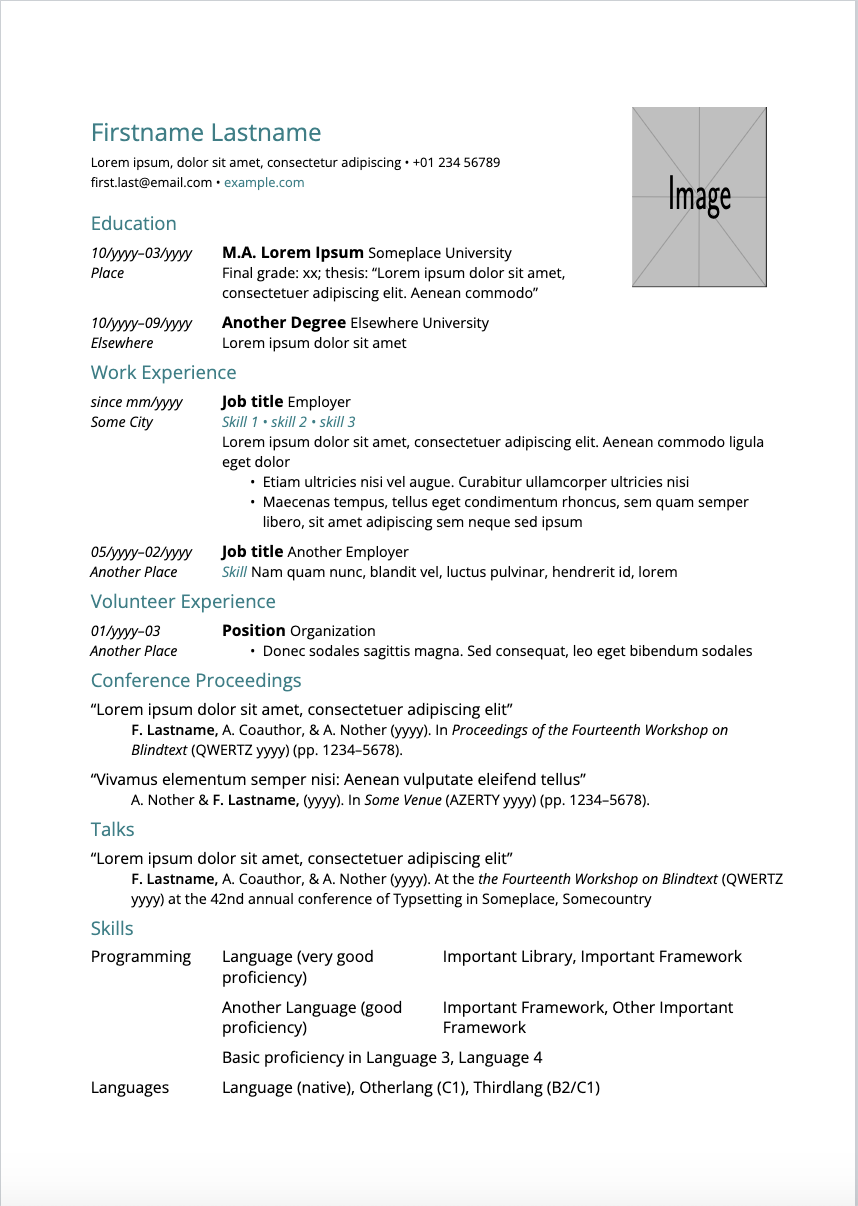 Firstname Lastname
Lorem ipsum, dolor sit amet, consectetur adipiscing • +01 234 56789
first.last@email.com • example.com
Image
Education
10/yyyy–03/yyyy M.A. Lorem Ipsum Someplace University
Place Final grade: xx; thesis: “Lorem ipsum dolor sit amet,
consectetuer adipiscing elit. Aenean commodo”
10/yyyy–09/yyyy Another Degree Elsewhere University
Elsewhere Lorem ipsum dolor sit amet
Work Experience
since mm/yyyy Job title Employer
Some City Skill 1 • skill 2 • skill 3
Lorem ipsum dolor sit amet, consectetuer adipiscing elit. Aenean commodo ligula
eget dolor
• Etiam ultricies nisi vel augue. Curabitur ullamcorper ultricies nisi
• Maecenas tempus, tellus eget condimentum rhoncus, sem quam semper
libero, sit amet adipiscing sem neque sed ipsum
05/yyyy–02/yyyy Job title Another Employer
Another Place Skill Nam quam nunc, blandit vel, luctus pulvinar, hendrerit id, lorem
Volunteer Experience
01/yyyy–03 Position Organization
Another Place • Donec sodales sagittis magna. Sed consequat, leo eget bibendum sodales
Conference Proceedings
“Lorem ipsum dolor sit amet, consectetuer adipiscing elit”
F. Lastname, A. Coauthor, & A. Nother (yyyy). In Proceedings of the Fourteenth Workshop on
Blindtext (QWERTZ yyyy) (pp. 1234–5678).
“Vivamus elementum semper nisi: Aenean vulputate eleifend tellus”
A. Nother & F. Lastname, (yyyy). In Some Venue (AZERTY yyyy) (pp. 1234–5678).
Talks
“Lorem ipsum dolor sit amet, consectetuer adipiscing elit”
F. Lastname, A. Coauthor, & A. Nother (yyyy). At the the Fourteenth Workshop on Blindtext (QWERTZ
yyyy) at the 42nd annual conference of Typsetting in Someplace, Somecountry
Skills
Programming Language (very good Important Library, Important Framework
proficiency)
Another Language (good Important Framework, Other Important
proficiency) Framework
Basic proficiency in Language 3, Language 4
Languages Language (native), Otherlang (C1), Thirdlang (B2/C1)